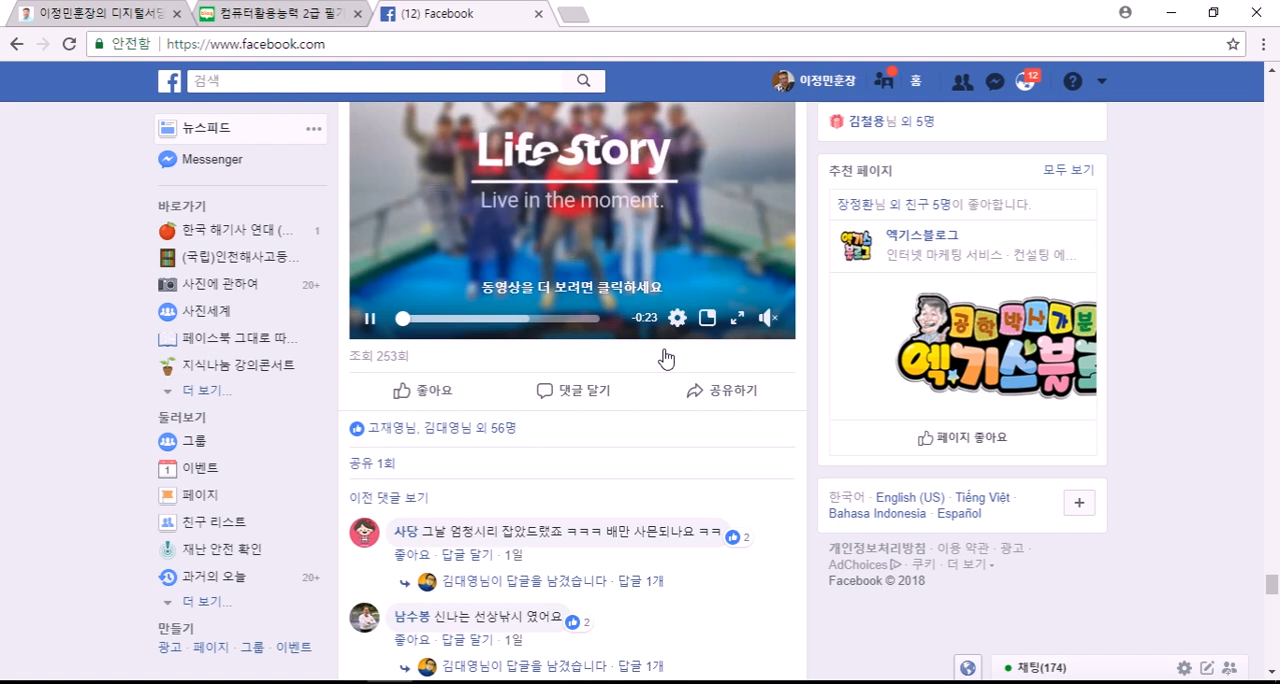 이정민훈장의 디지털서당
컴퓨터활용능력 2급 필기
(12) Facebook
안전함 https://www.facebook.com
검색
이정민훈장
홈
12
뉴스피드
Messenger
바로가기
한국 해기사 연대 (... 1
(국립)인천해사고등...
사진에 관하여 20+
사진세계
페이스북 그대로 따...
지식나눔 강의콘서트
더 보기...
둘러보기
그룹
이벤트
페이지
친구 리스트
재난 안전 확인
과거의 오늘 20+
더 보기...
만들기
광고 · 페이지 · 그룹 · 이벤트
Life Story
Live in the moment.
동영상을 더 보려면 클릭하세요
-0:23
조회 253회
좋아요 댓글 달기 공유하기
고재영님, 김대영님 외 56명
공유 1회
이전 댓글 보기
사당 그날 엄청시리 잡았드랬죠 ㅋㅋㅋ 배만 사몬되나요 ㅋㅋ 2
좋아요 · 답글 달기 · 1일
김대영님이 답글을 남겼습니다 · 답글 1개
남수봉 신나는 선상낚시 였어요 2
좋아요 · 답글 달기 · 1일
김대영님이 답글을 남겼습니다 · 답글 1개
김철용님 외 5명
추천 페이지 모두 보기
장정환님 외 친구 5명이 좋아합니다.
엑기스블로그
엑기스블로그
인터넷 마케팅 서비스 · 컨설팅 에...
공학박사가분
엑기스블로
페이지 좋아요
한국어 · English (US) · Tiếng Việt ·
Bahasa Indonesia · Español
개인정보처리방침 · 이용 약관 · 광고 ·
AdChoices · 쿠키 · 더 보기
Facebook © 2018
채팅(174)